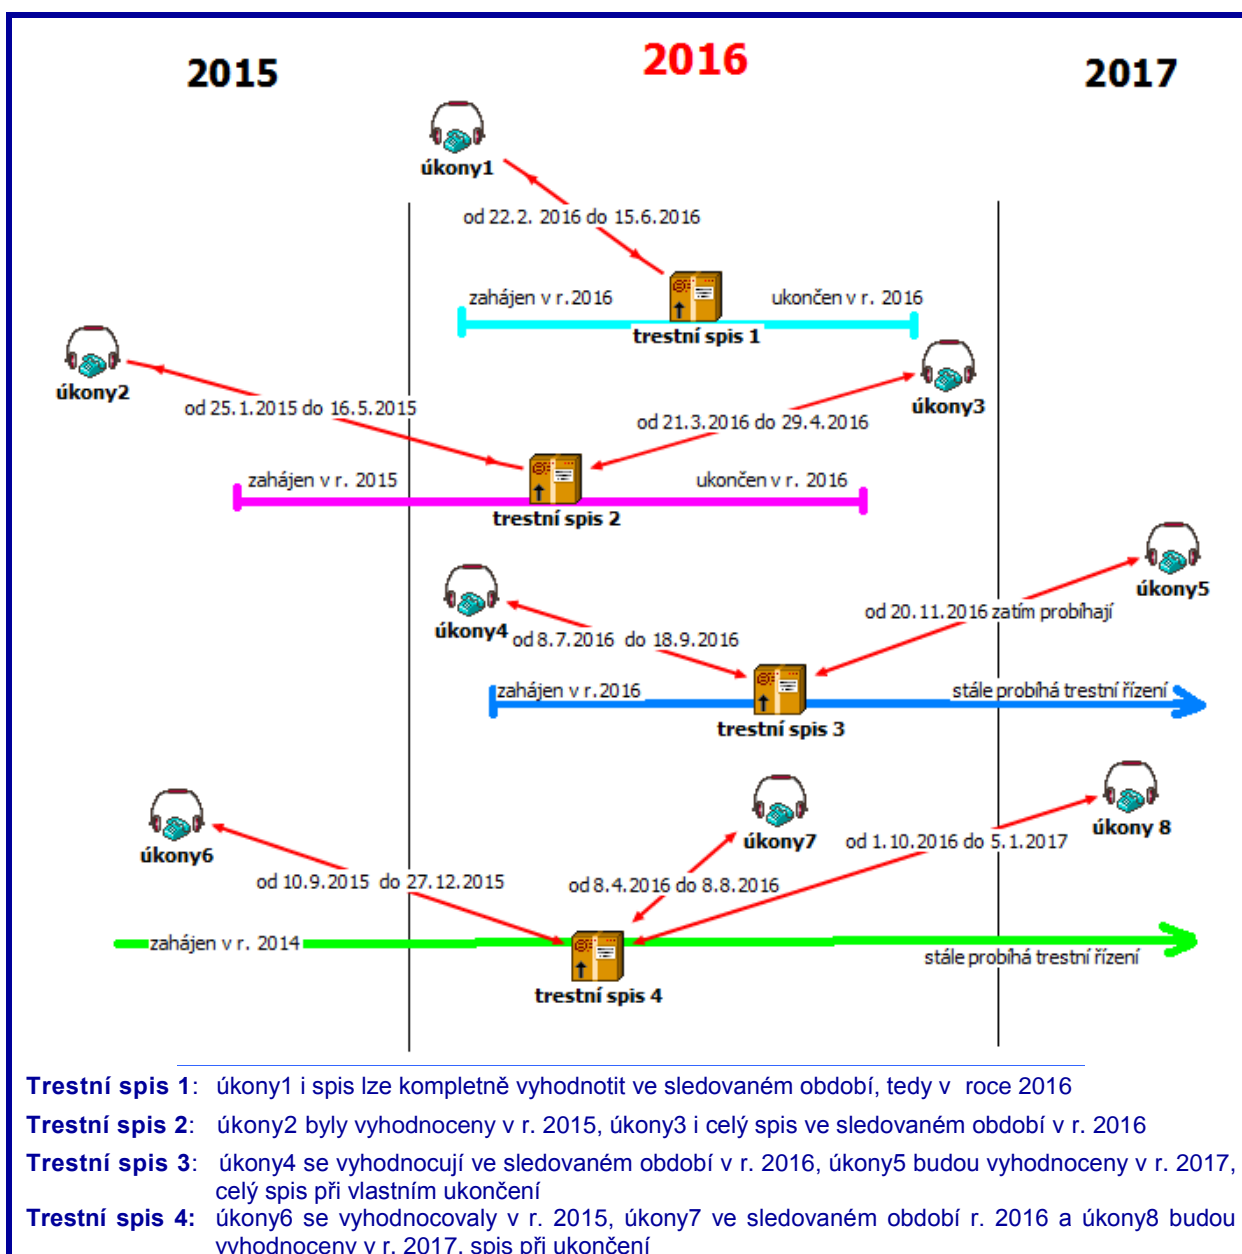 2015
2016
2017
úkony1
od 22.2. 2016 do 15.6.2016
zahájen v r.2016
ukončen v r. 2016
trestní spis 1
úkony2
úkony3
od 25.1.2015 do 16.5.2015
od 21.3.2016 do 29.4.2016
zahájen v r. 2015
ukončen v r. 2016
trestní spis 2
úkony4
úkony5
od 8.7.2016 do 18.9.2016
od 20.11.2016 zatím probíhají
zahájen v r.2016
stále probíhá trestní řízení
trestní spis 3
úkony6
úkony7
úkony 8
od 10.9.2015 do 27.12.2015
od 8.4.2016 do 8.8.2016
od 1.10.2016 do 5.1.2017
zahájen v r. 2014
stále probíhá trestní řízení
trestní spis 4
Trestní spis 1: úkony1 i spis lze kompletně vyhodnotit ve sledovaném období, tedy v roce 2016
Trestní spis 2: úkony2 byly vyhodnoceny v r. 2015, úkony3 i celý spis ve sledovaném období v r. 2016
Trestní spis 3: úkony4 se vyhodnocují ve sledovaném období v r. 2016, úkony5 budou vyhodnoceny v r. 2017,
celý spis při vlastním ukončení
Trestní spis 4: úkony6 se vyhodnocovaly v r. 2015, úkony7 ve sledovaném období r. 2016 a úkony8 budou
vyhodnoceny v r. 2017, spis při ukončení